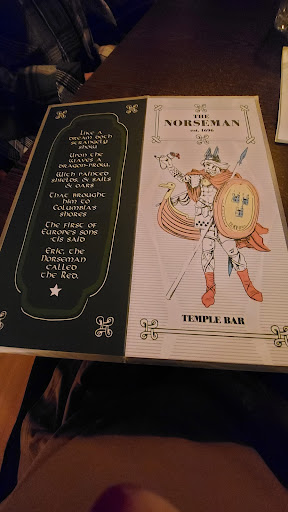 Like a
dream doth
strangely
show
Upon the
waves a
dragon-prow,
With painted
shields, & sails
& oars
That brought
him to
Columbias
shores
The first of
Europe's sons
'tis said
Eric, the
Norseman
called
the Red.
THE
NORSEMAN
est. 1696
TEMPLE BAR